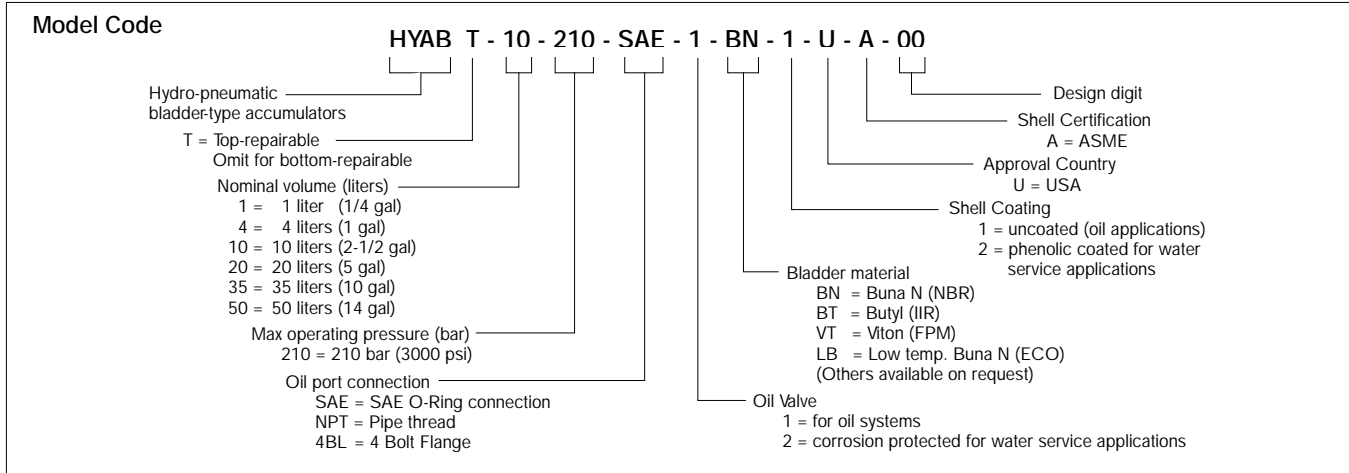 Model Code
HYAB T - 10 - 210 - SAE - 1 - BN - 1 - U - A - 00
Hydro-pneumatic
bladder-type accumulators
T = Top-repairable
Omit for bottom-repairable
Nominal volume (liters)
1 = 1 liter (1/4 gal)
4 = 4 liters (1 gal)
10 = 10 liters (2-1/2 gal)
20 = 20 liters (5 gal)
35 = 35 liters (10 gal)
50 = 50 liters (14 gal)
Max operating pressure (bar)
210 = 210 bar (3000 psi)
Oil port connection
SAE = SAE O-Ring connection
NPT = Pipe thread
4BL = 4 Bolt Flange
Design digit
Shell Certification
A = ASME
Approval Country
U = USA
Shell Coating
1 = uncoated (oil applications)
2 = phenolic coated for water
service applications
Bladder material
BN = Buna N (NBR)
BT = Butyl (IIR)
VT = Viton (FPM)
LB = Low temp. Buna N (ECO)
(Others available on request)
Oil Valve
1 = for oil systems
2 = corrosion protected for water service applications